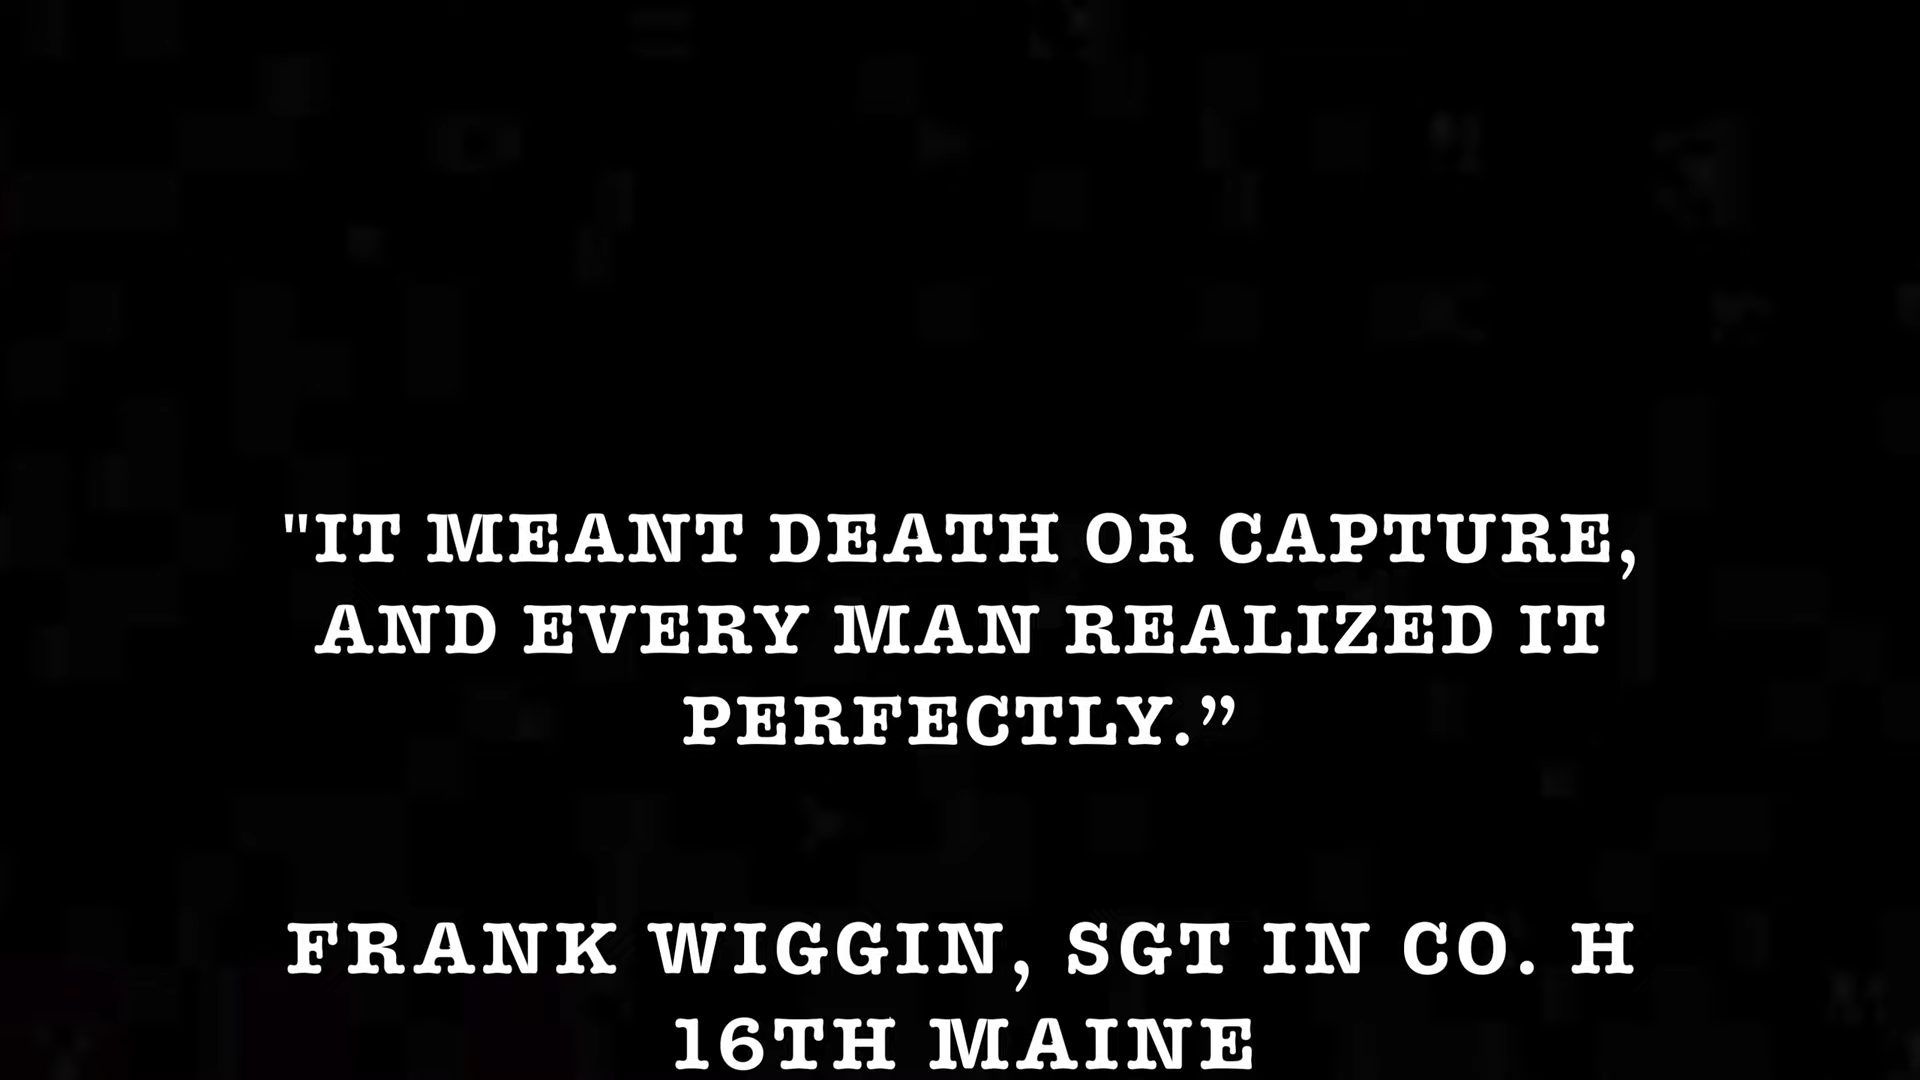 "IT MEANT DEATH OR CAPTURE,
AND EVERY MAN REALIZED IT
PERFECTLY.”
FRANK WIGGIN, SGT IN CO. H
16TH MAINE